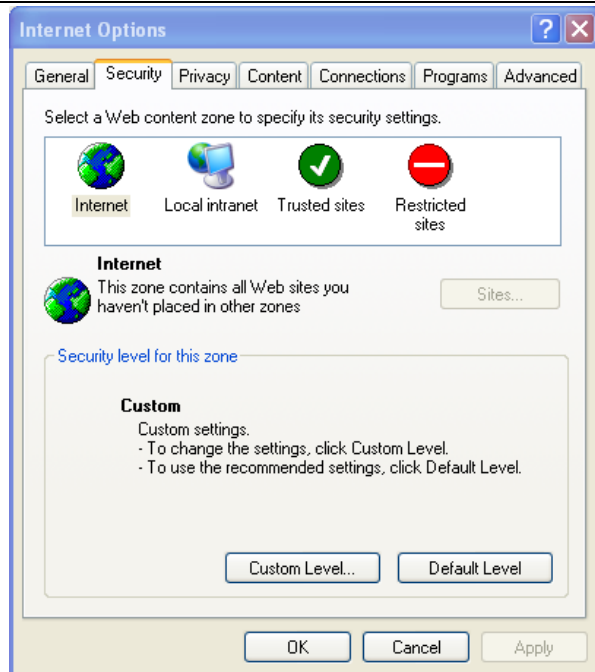 Internet Options
General Security Privacy Content Connections Programs Advanced
Select a Web content zone to specify its security settings.
Internet Local intranet Trusted sites Restricted
sites
Internet
This zone contains all Web sites you
haven't placed in other zones
Sites...
Security level for this zone
Custom
Custom settings.
- To change the settings, click Custom Level.
- To use the recommended settings, click Default Level.
Custom Level... Default Level
OK Cancel Apply